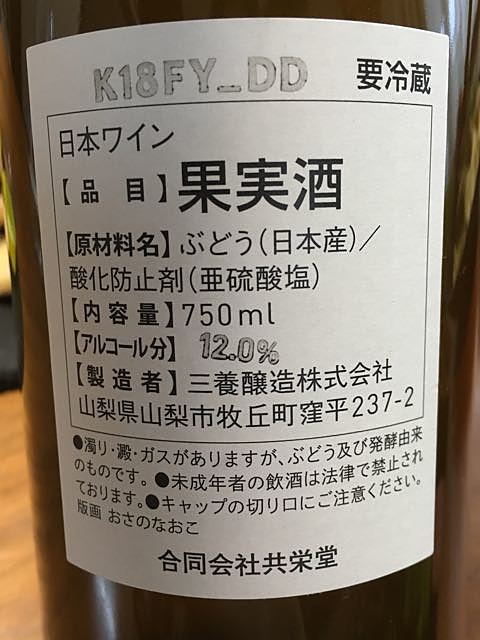 K18FY_DD 要冷蔵
日本ワイン
【品目】果実酒
【原材料名】ぶどう(日本産)/
酸化防止剤(亜硫酸塩)
【内容量】750ml
【アルコール分】 12.0%
【製造者】三養醸造株式会社
山梨県山梨市牧丘町窪平237-2
●濁り・澱・ガスがありますが、ぶどう及び発酵由来
のものです。●未成年者の飲酒は法律で禁止され
ております。●キャップの切り口にご注意ください。
版画 おさのなおこ
合同会社共栄堂